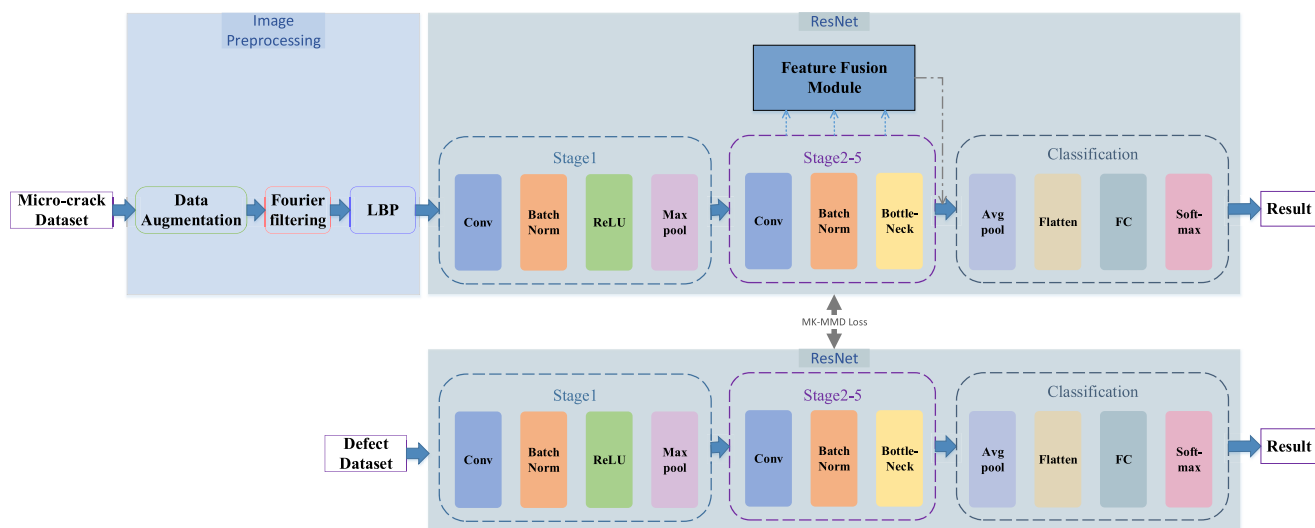 Image
Preprocessing
ResNet
Feature Fusion
Module
Stage1
Stage2-5
Classification
Micro-crack
Dataset
Data
Augmentation
Fourier
filtering
LBP
Conv
Batch
Norm
ReLU
Max
pool
Conv
Batch
Norm
Bottle-
Neck
Avg
pool
Flatten
FC
Soft-
max
Result
MK-MMD Loss
ResNet
Stage1
Stage2-5
Classification
Defect
Dataset
Conv
Batch
Norm
ReLU
Max
pool
Conv
Batch
Norm
Bottle-
Neck
Avg
pool
Flatten
FC
Soft-
max
Result